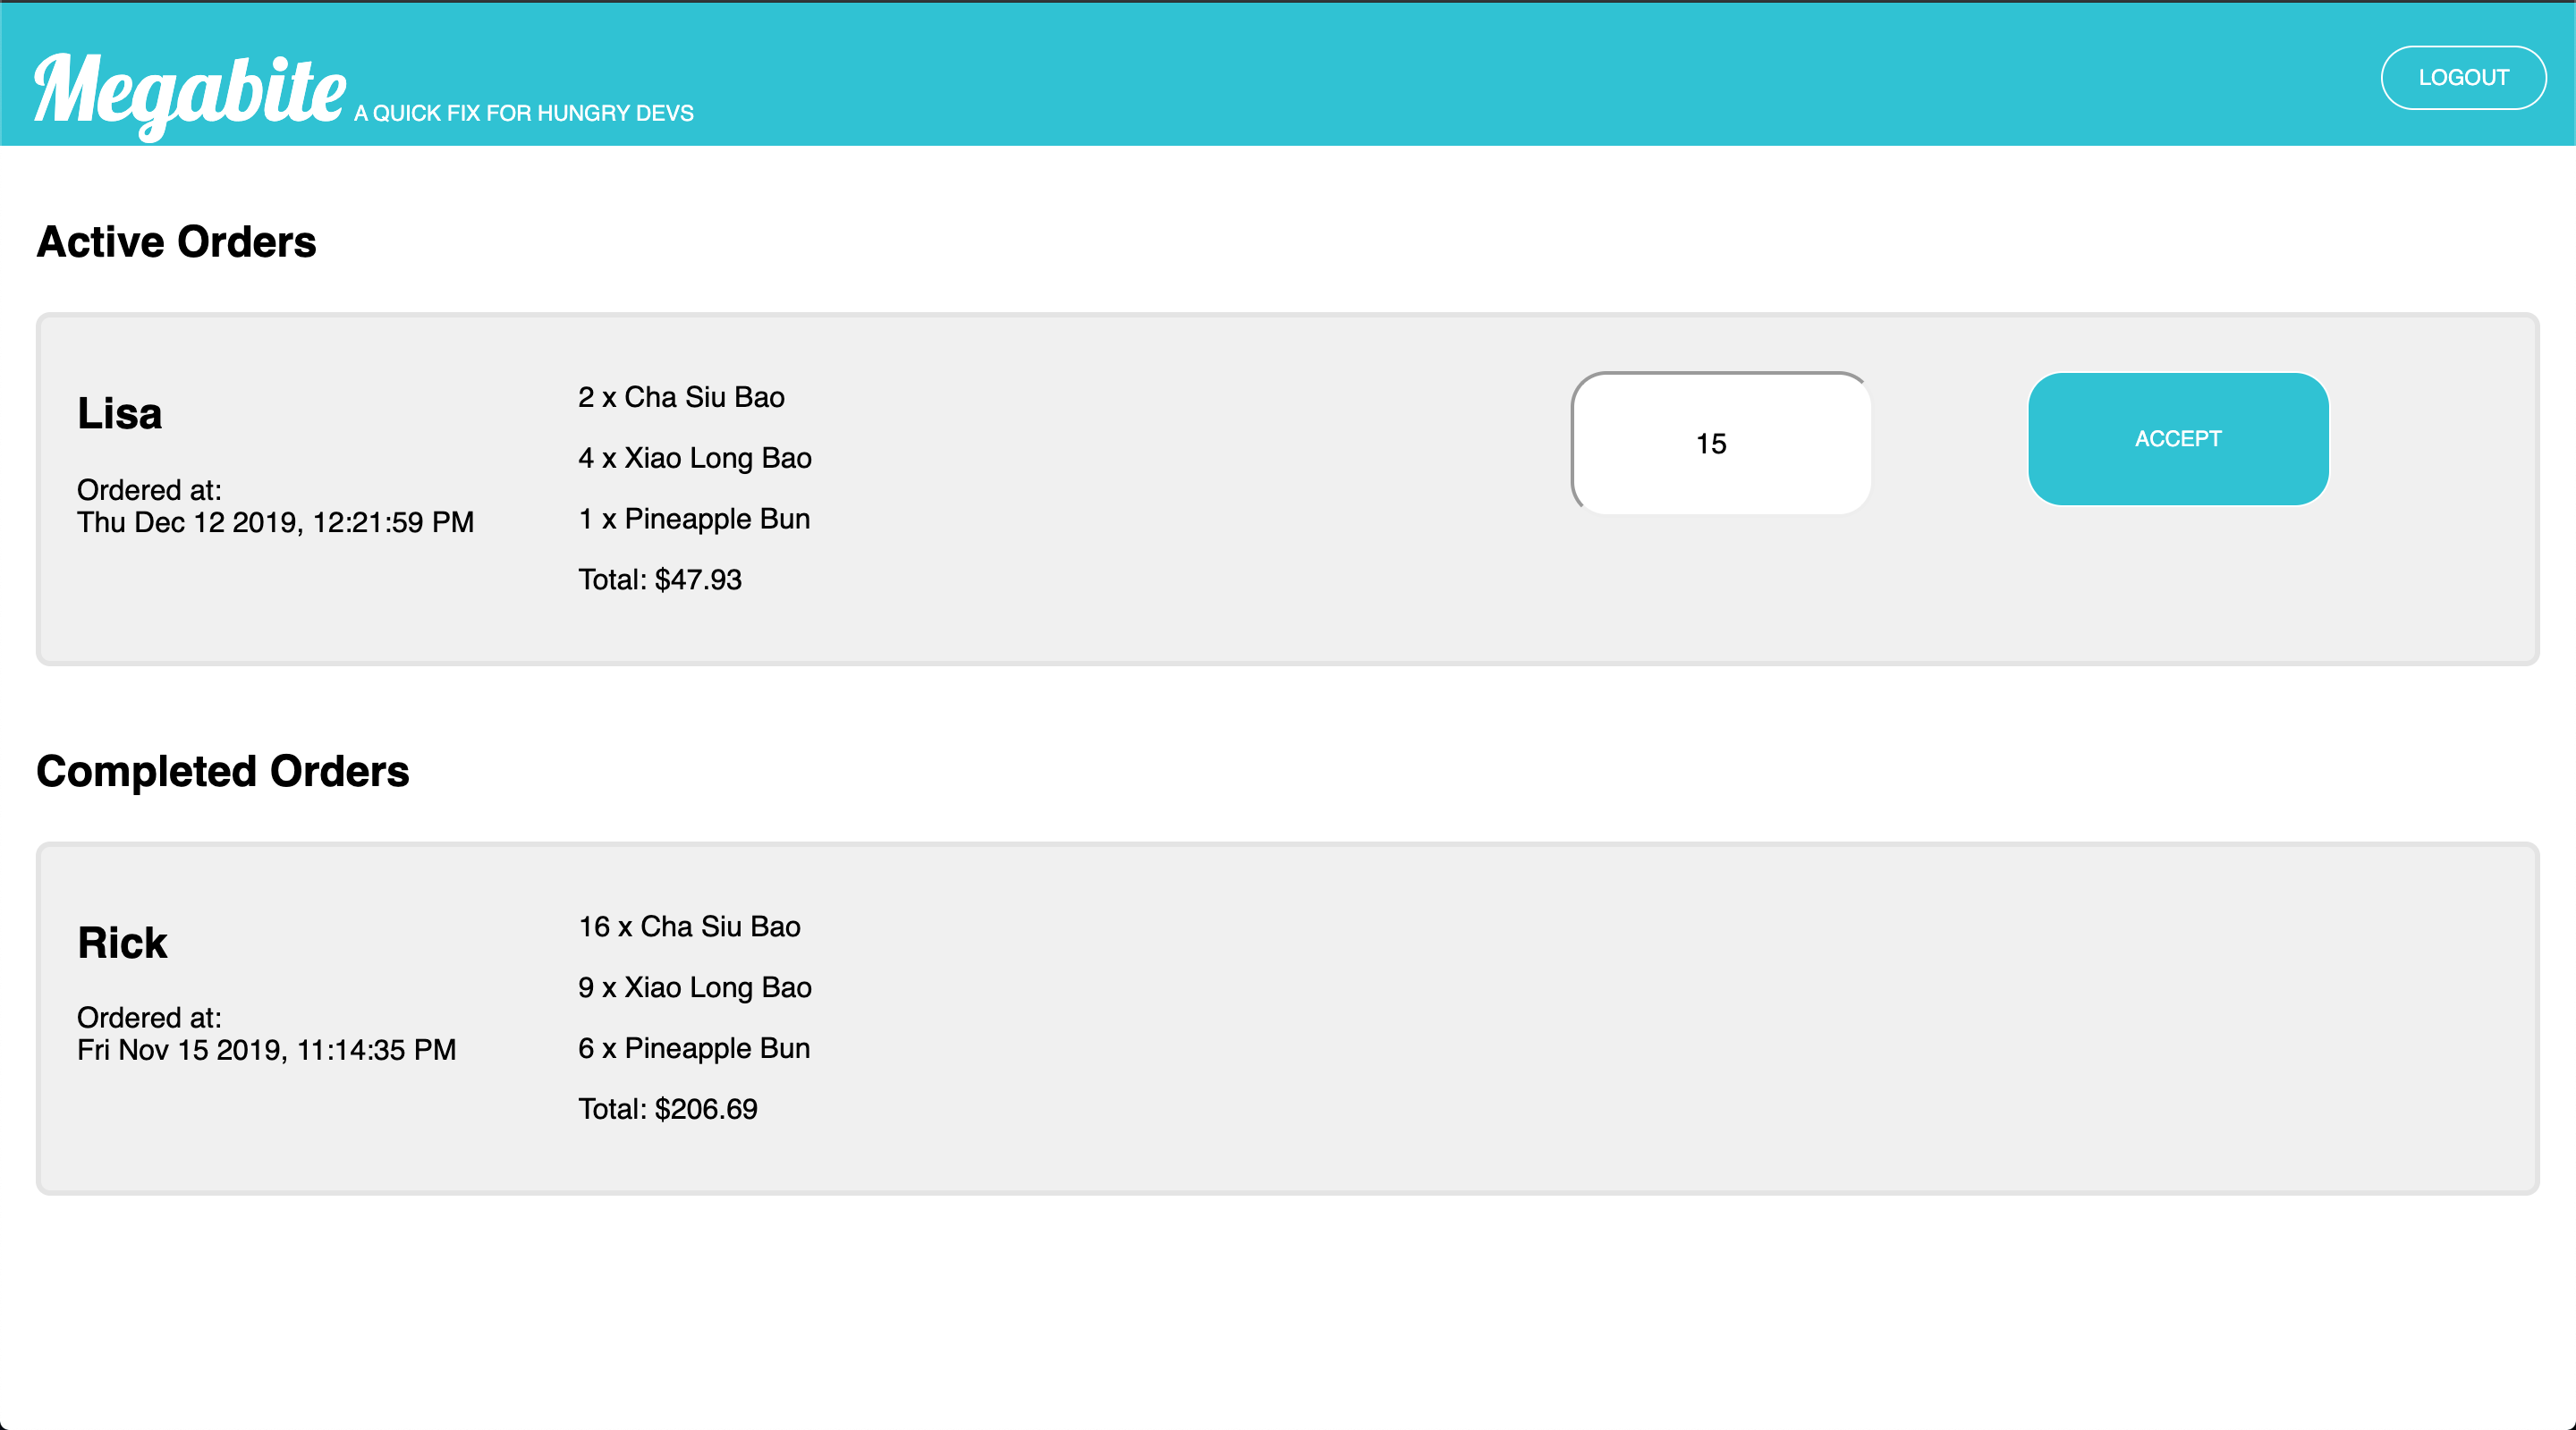 Megabite A QUICK FIX FOR HUNGRY DEVS
LOGOUT
Active Orders
Lisa
Ordered at:
Thu Dec 12 2019, 12:21:59 PM
2 x Cha Siu Bao
4 x Xiao Long Bao
1 x Pineapple Bun
Total: $47.93
15
ACCEPT
Completed Orders
Rick
Ordered at:
Fri Nov 15 2019, 11:14:35 PM
16 x Cha Siu Bao
9 x Xiao Long Bao
6 x Pineapple Bun
Total: $206.69